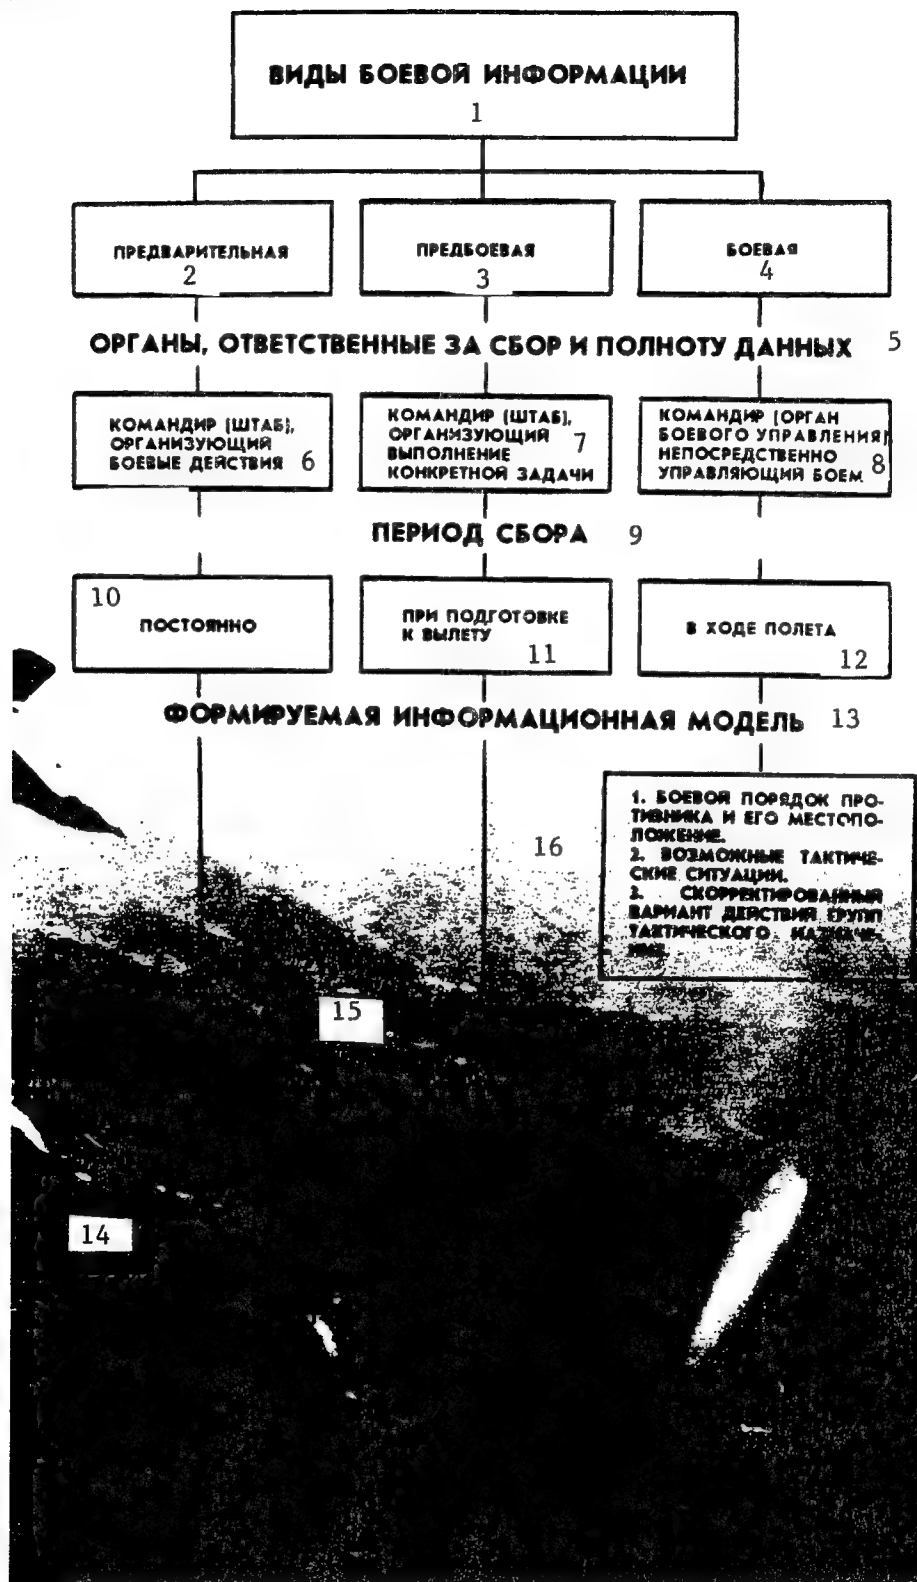 ВИДЫ БОЕВОЙ ИНФОРМАЦИИ
1
ПРЕДВАРИТЕЛЬНАЯ
2
ПРЕДБОЕВАЯ
3
БОЕВАЯ
4
ОРГАНЫ, ОТВЕТСТВЕННЫЕ ЗА СБОР И ПОЛНОТУ ДАННЫХ 5
КОМАНДИР (ШТАБ),
ОРГАНИЗУЮЩИЙ
БОЕВЫЕ ДЕЙСТВИЯ 6
КОМАНДИР (ШТАБ),
ОРГАНИЗУЮЩИЙ 7
ВЫПОЛНЕНИЕ
КОНКРЕТНОЙ ЗАДАЧИ
КОМАНДИР (ОРГАН
БОЕВОГО УПРАВЛЕНИЯ)
НЕПОСРЕДСТВЕННО 8
УПРАВЛЯЮЩИЙ БОЕМ
ПЕРИОД СБОРА 9
10
ПОСТОЯННО
ПРИ ПОДГОТОВКЕ
К ВЫЛЕТУ
11
В ХОДЕ ПОЛЕТА
12
ФОРМИРУЕМАЯ ИНФОРМАЦИОННАЯ МОДЕЛЬ 13
1. БОЕВОЙ ПОРЯДОК ПРО-
ТИВНИКА И ЕГО МЕСТОПО-
ЛОЖЕНИЕ.
2. ВОЗМОЖНЫЕ ТАКТИЧЕ-
СКИЕ СИТУАЦИИ.
3. СКОРРЕКТИРОВАННЫЙ
ВАРИАНТ ДЕЙСТВИЙ ГРУПП
ТАКТИЧЕСКОГО
16
15
14